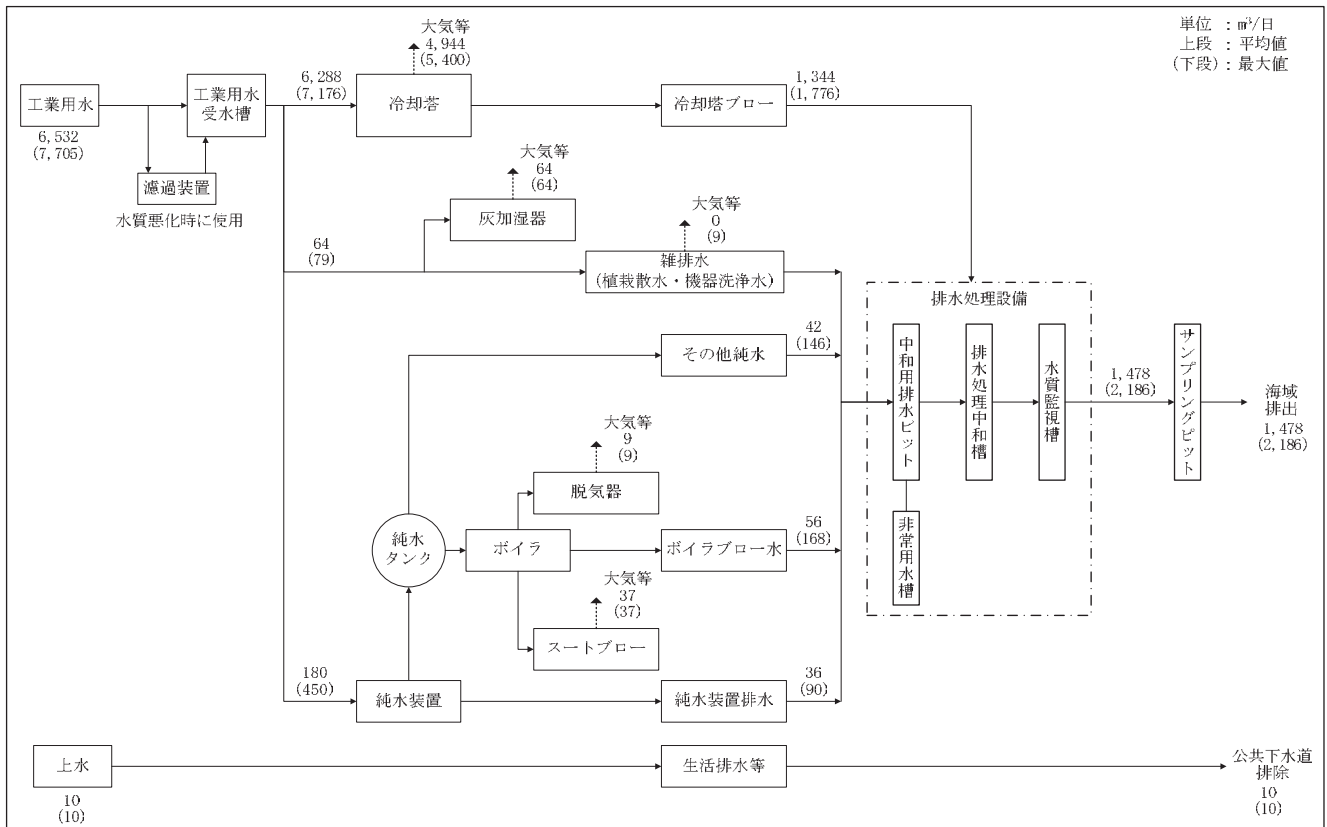 単位 : ㎥/日
上段 : 平均値
(下段) : 最大値
工業用水
6,532
(7,705)
工業用水
受水槽
濾過装置
水質悪化時に使用
6,288
(7,176)
大気等
4,944
(5,400)
冷却塔
冷却塔ブロー
1,344
(1,776)
大気等
64
(64)
灰加湿器
64
(79)
大気等
0
(9)
雑排水
(植栽散水・機器洗浄水)
その他純水
42
(146)
大気等
9
(9)
脱気器
純水
タンク
ボイラ
ボイラブロー水
56
(168)
大気等
37
(37)
スートブロー
180
(450)
純水装置
純水装置排水
36
(90)
排水処理設備
中和用排水ピット
排水処理中和槽
水質監視槽
非常用水槽
1,478
(2,186)
サンプリングピット
海域
排出
1,478
(2,186)
上水
10
(10)
生活排水等
公共下水道
排除
10
(10)